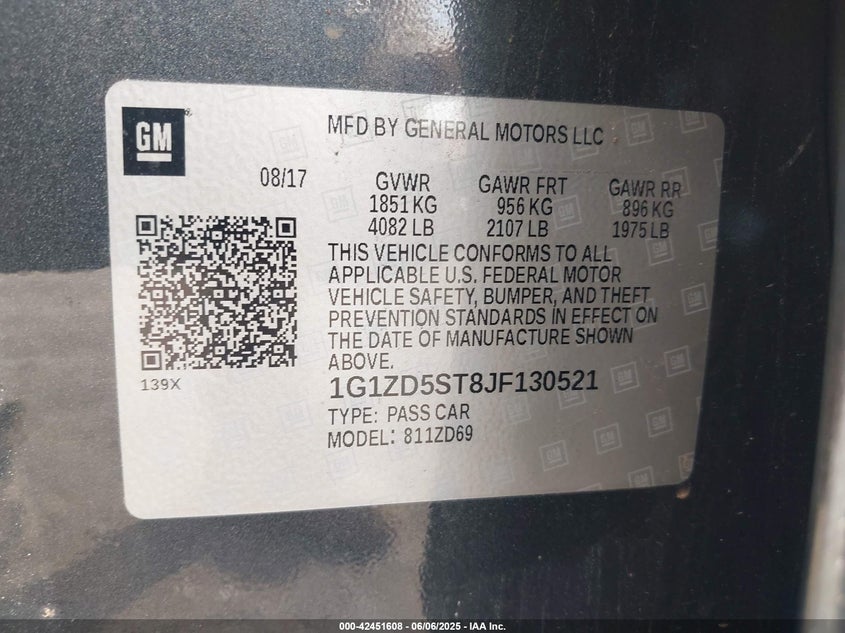 GM
MFD BY GENERAL MOTORS LLC
08/17 GVWR GAWR FRT GAWR RR
1851 KG 956 KG 896 KG
4082 LB 2107 LB 1975 LB
THIS VEHICLE CONFORMS TO ALL
APPLICABLE U.S. FEDERAL MOTOR
VEHICLE SAFETY, BUMPER, AND THEFT
PREVENTION STANDARDS IN EFFECT ON
THE DATE OF MANUFACTURE SHOWN
ABOVE.
139X
1G1ZD5ST8JF130521
TYPE: PASS CAR
MODEL: 811ZD69
000-42451608 - 06/06/2025 - IAA Inc.